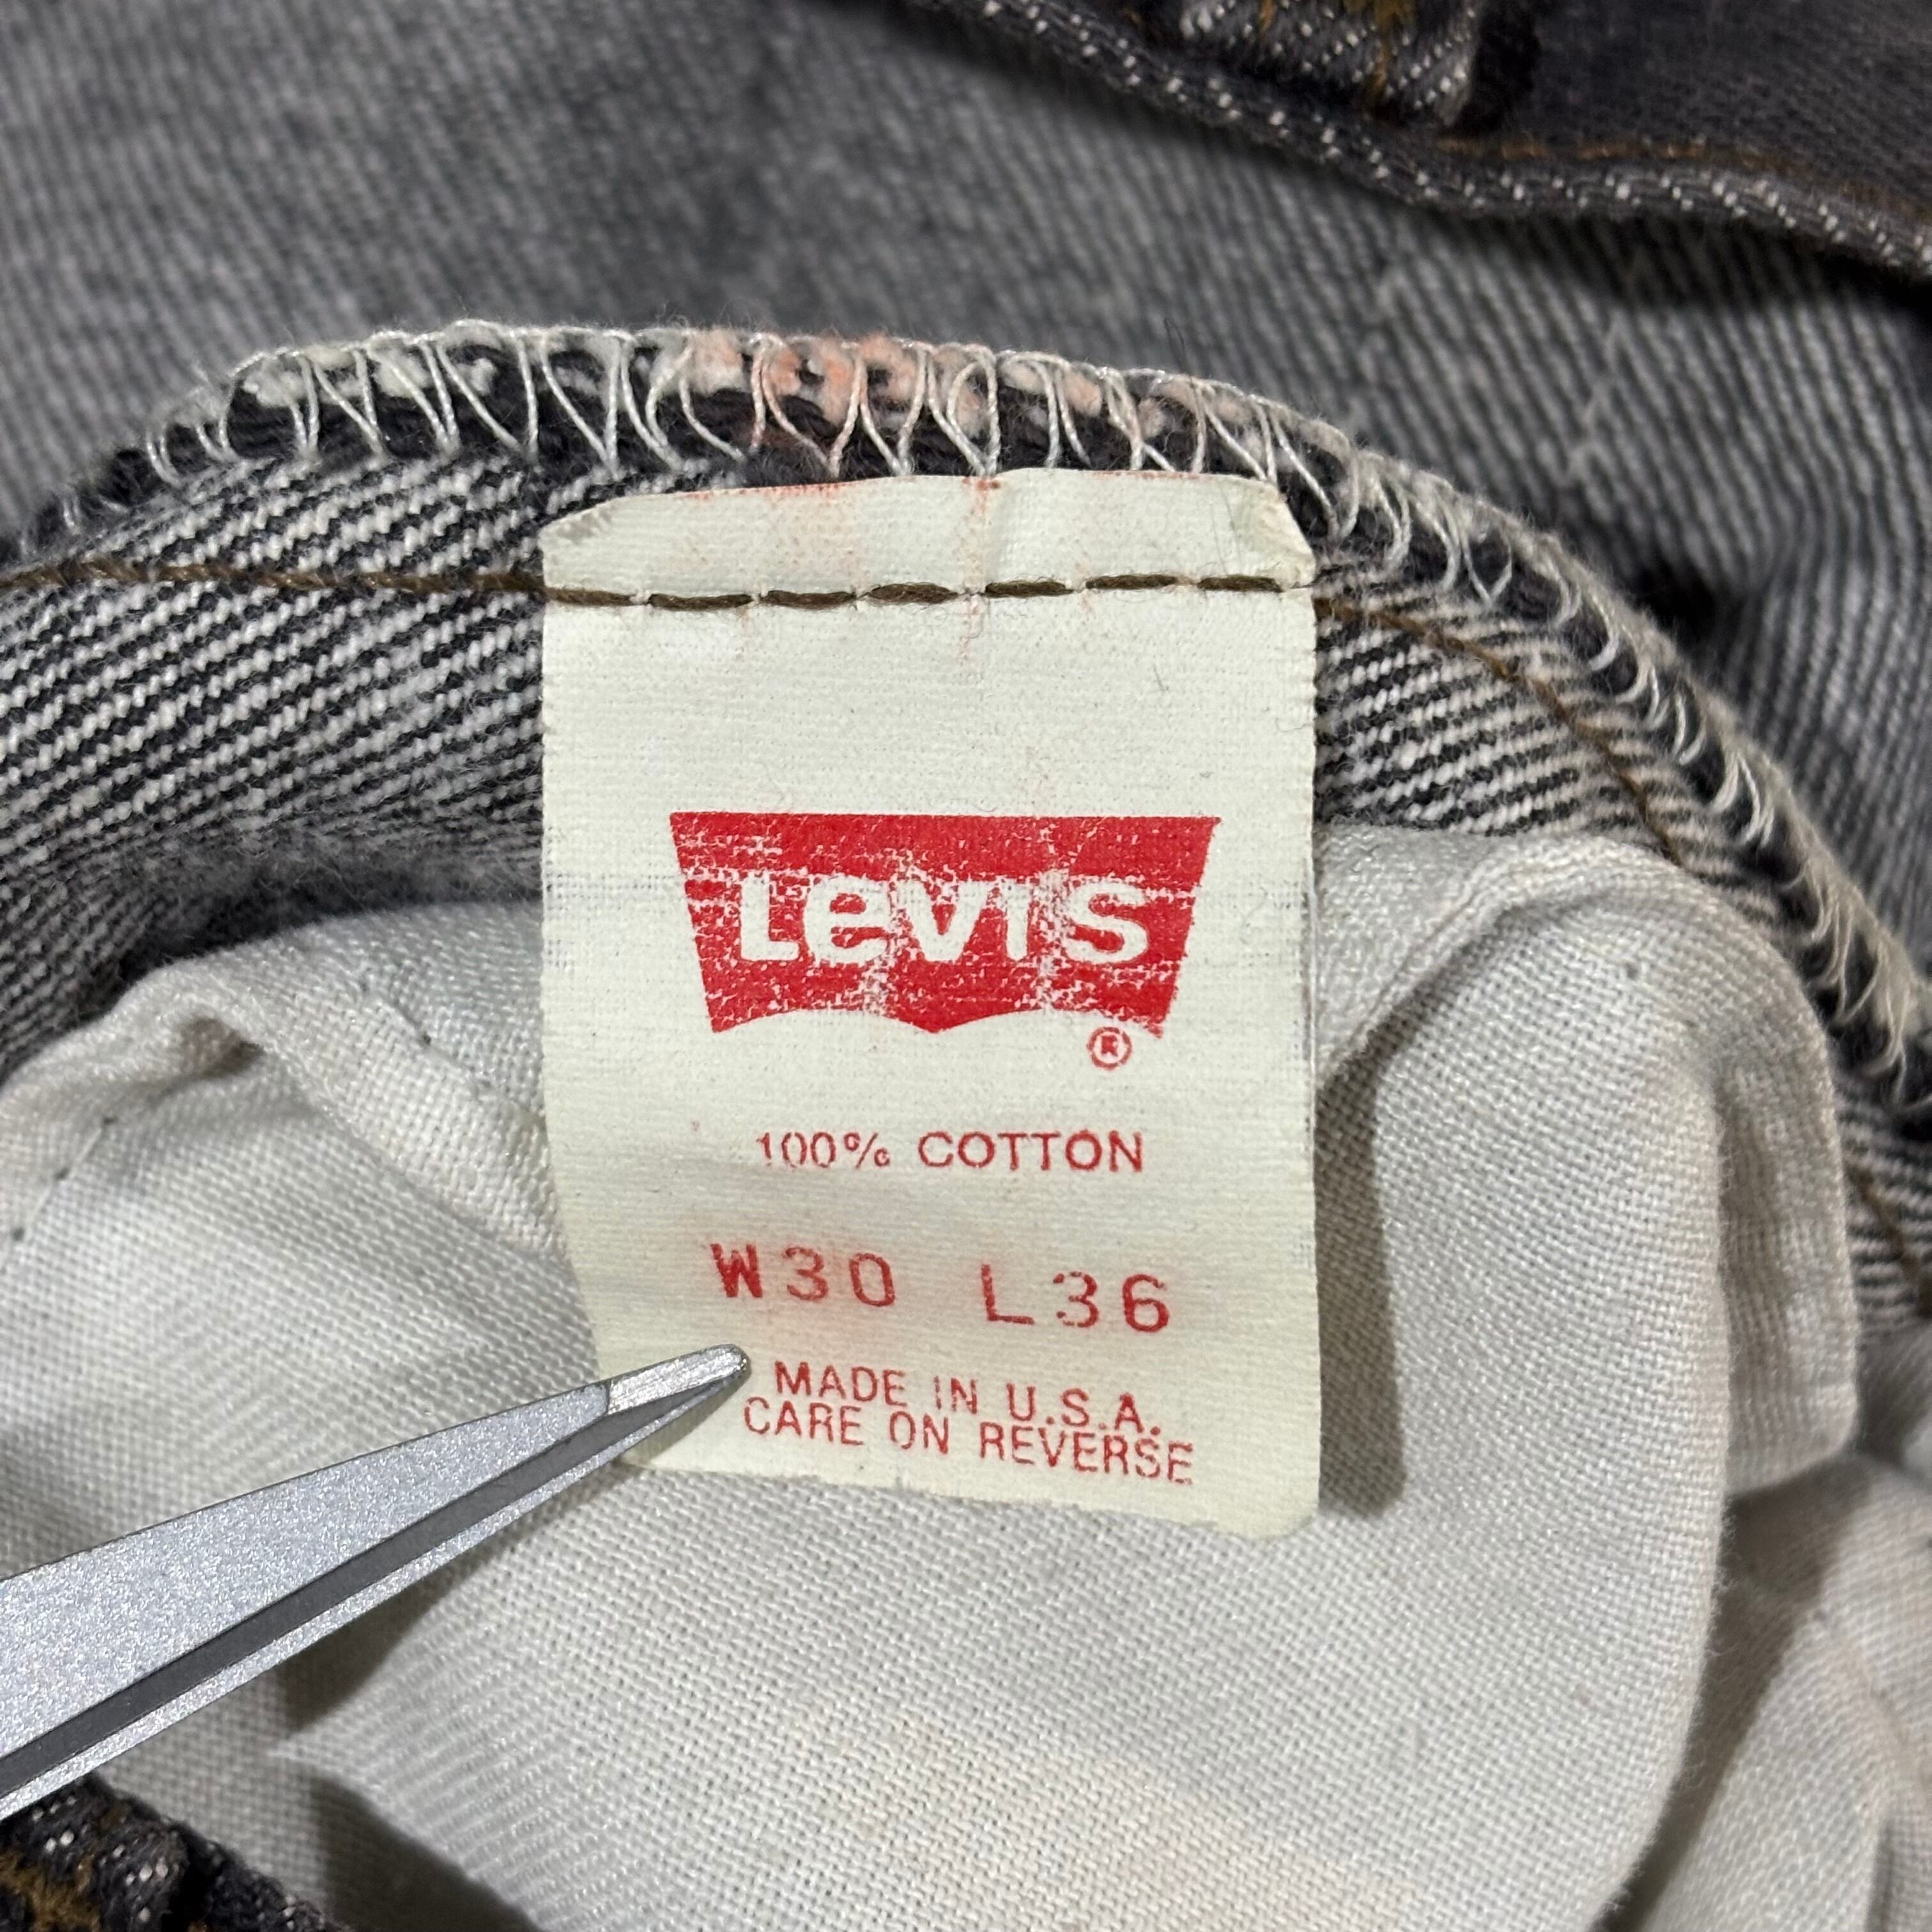 Levi's
®
100% COTTON
W30 L36
MADE IN U.S.A.
CARE ON REVERSE